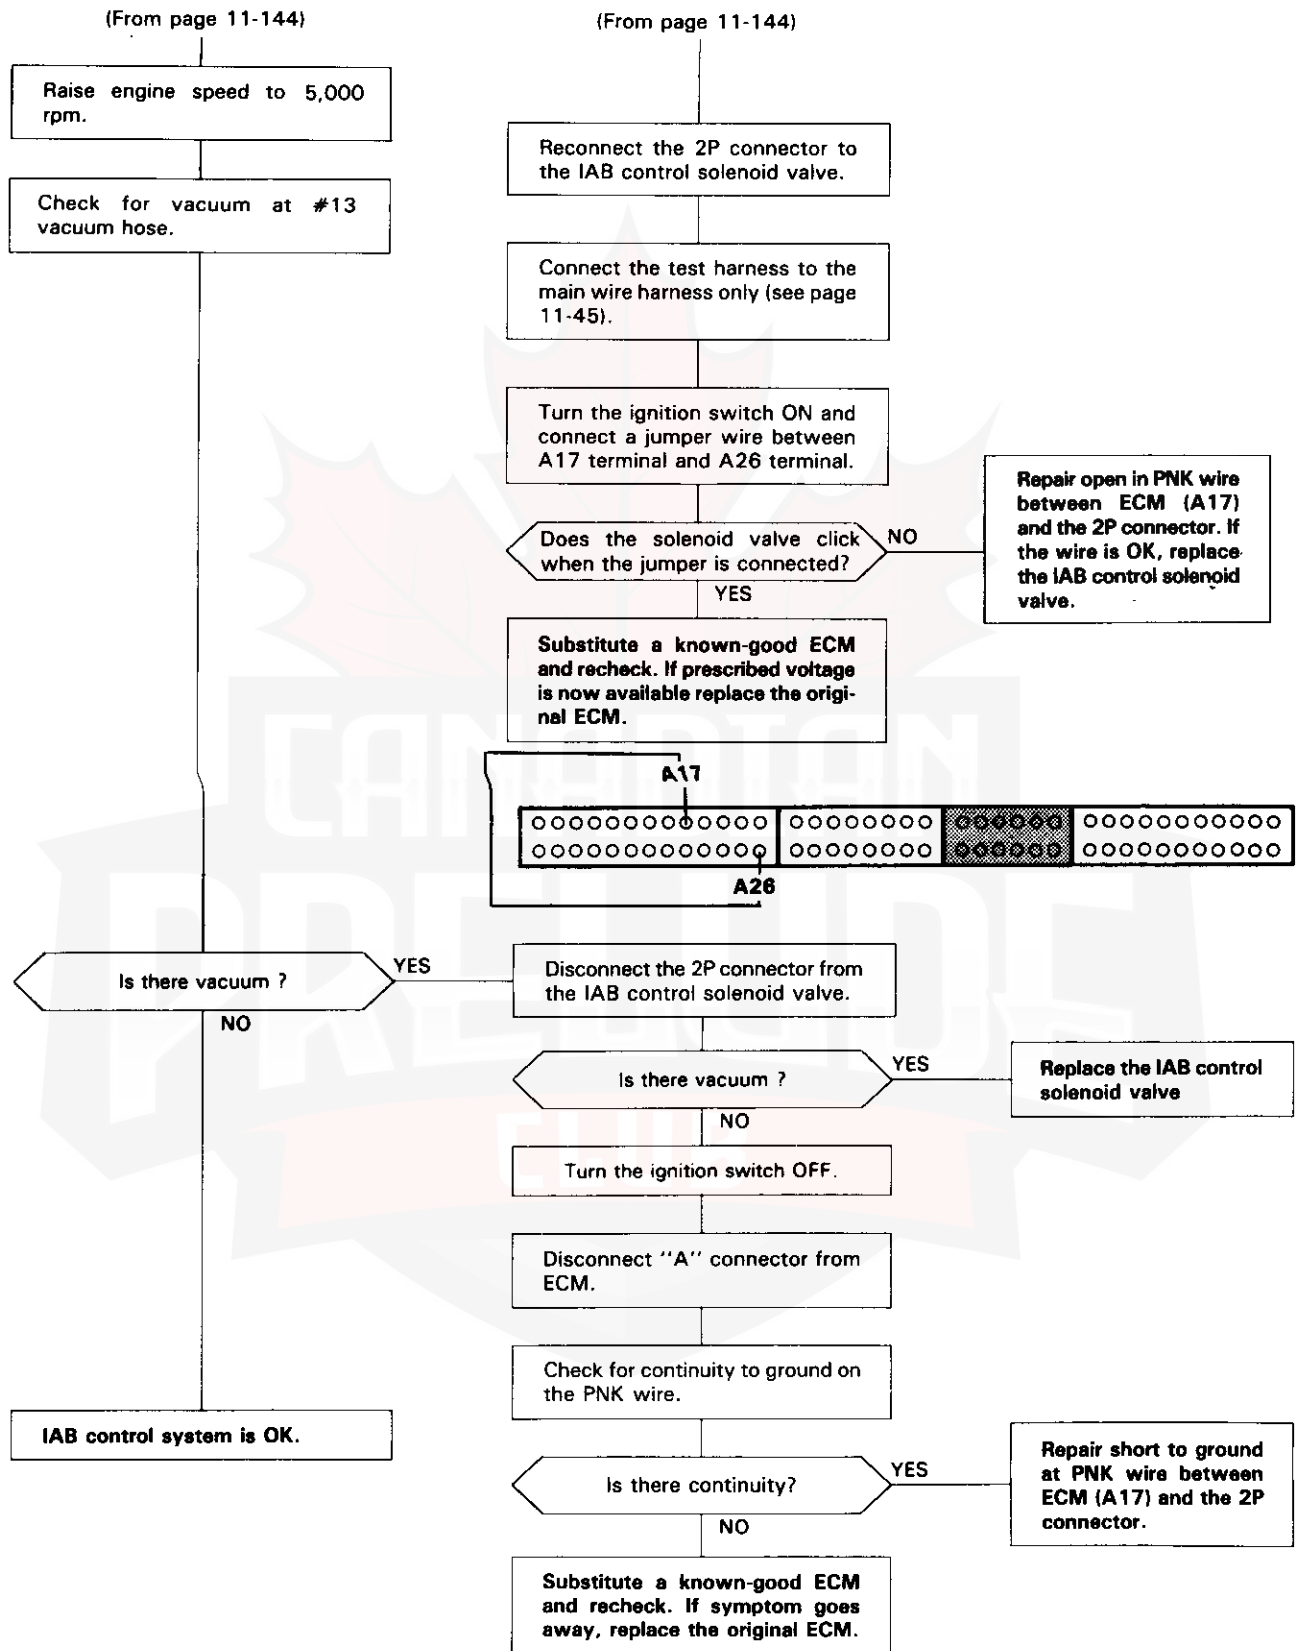 (From page 11-144)
Raise engine speed to 5,000
rpm.
Check for vacuum at #13
vacuum hose.
(From page 11-144)
Reconnect the 2P connector to
the IAB control solenoid valve.
Connect the test harness to the
main wire harness only (see page
11-45).
Turn the ignition switch ON and
connect a jumper wire between
A17 terminal and A26 terminal.
Does the solenoid valve click
when the jumper is connected?
NO
Repair open in PNK wire
between ECM (A17)
and the 2P connector. If
the wire is OK, replace
the IAB control solenoid
valve.
YES
Substitute a known-good ECM
and recheck. If prescribed voltage
is now available replace the origi-
nal ECM.
A17
A26
Is there vacuum ?
YES
NO
Disconnect the 2P connector from
the IAB control solenoid valve.
Is there vacuum ?
YES
Replace the IAB control
solenoid valve
NO
Turn the ignition switch OFF.
Disconnect "A" connector from
ECM.
Check for continuity to ground on
the PNK wire.
IAB control system is OK.
Is there continuity?
YES
Repair short to ground
at PNK wire between
ECM (A17) and the 2P
connector.
NO
Substitute a known-good ECM
and recheck. If symptom goes
away, replace the original ECM.
CANADIAN
PRELUDE
CLUB